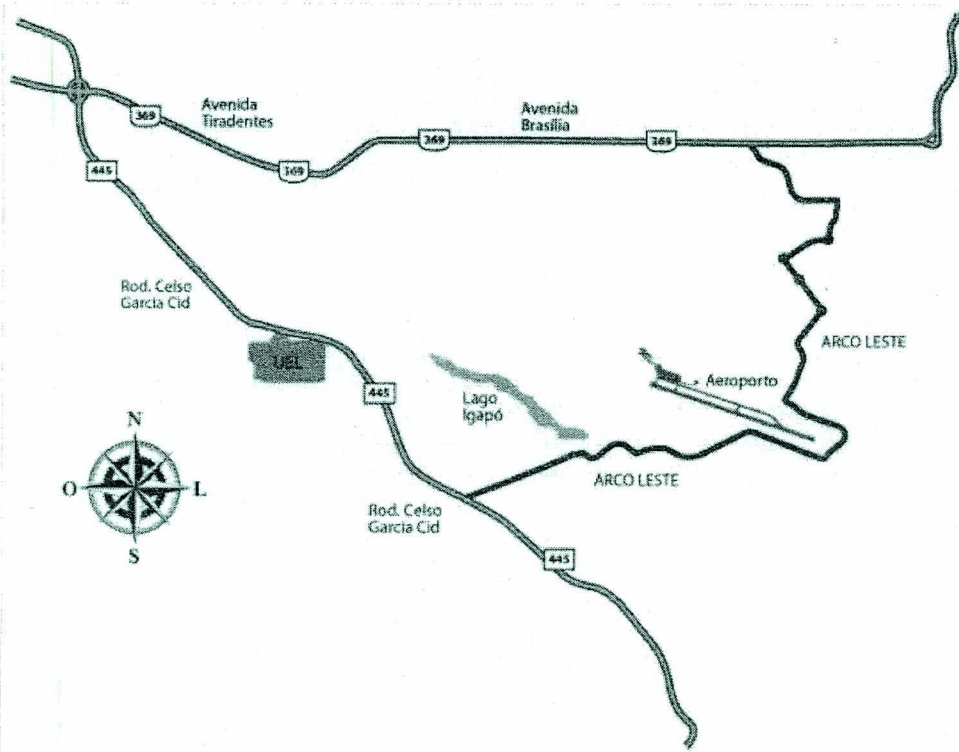 Avenida
Tiradentes
Avenida
Brasília
369
369
369
369
445
Rod. Celso
Garcia Cid
UEL
ARCO LESTE
445
Lago
Igapó
Aeroporto
N
O
L
S
ARCO LESTE
Rod. Celso
Garcia Cid
445